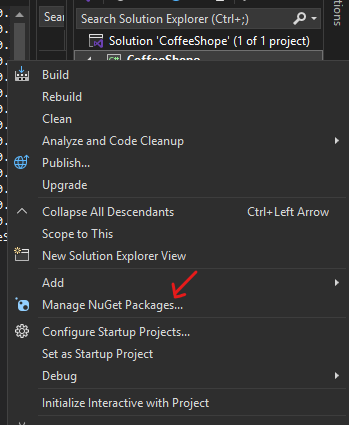 Search Solution Explorer (Ctrl+;)
Solution 'CoffeeShope' (1 of 1 project)
CoffeeShope
Build
Rebuild
Clean
Analyze and Code Cleanup
Publish...
Upgrade
Collapse All Descendants Ctrl+Left Arrow
Scope to This
New Solution Explorer View
Add
Manage NuGet Packages...
Configure Startup Projects...
Set as Startup Project
Debug
Initialize Interactive with Project